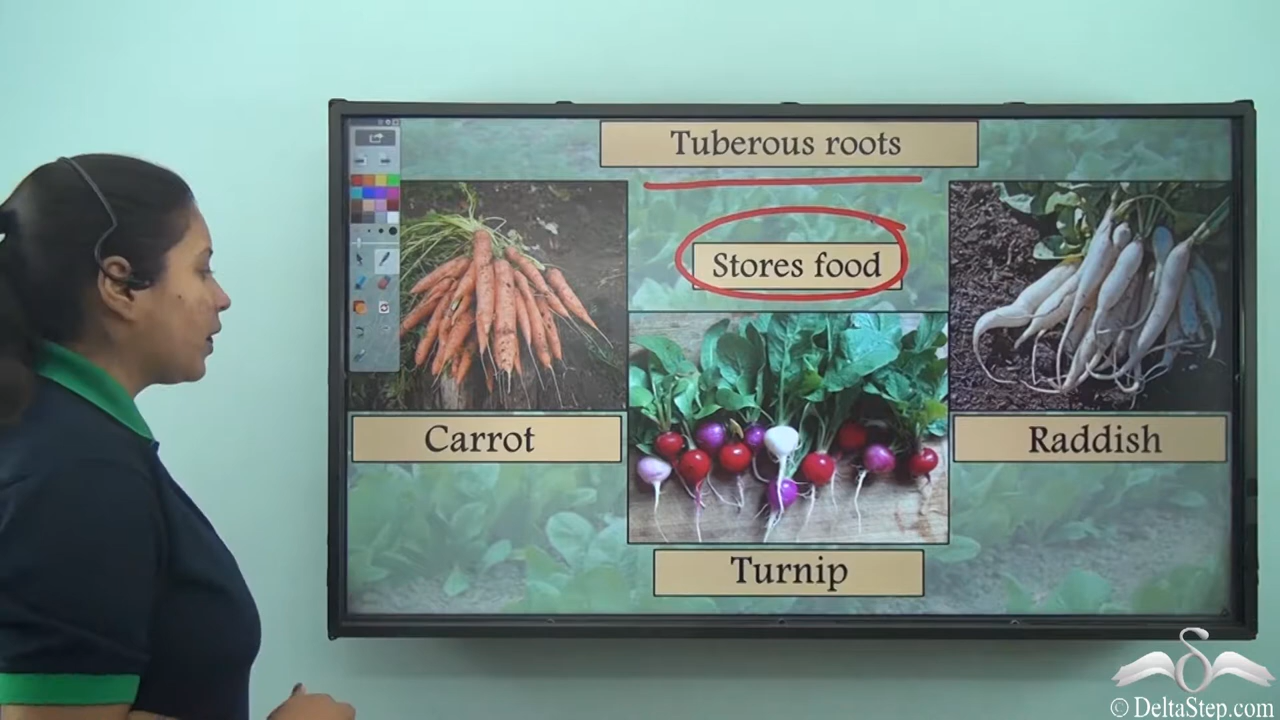 Tuberous roots
Stores food
Carrot
Raddish
Turnip
© DeltaStep.com